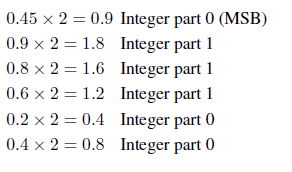 0.45 × 2 = 0.9 Integer part 0 (MSB)
0.9 × 2 = 1.8 Integer part 1
0.8 × 2 = 1.6 Integer part 1
0.6 × 2 = 1.2 Integer part 1
0.2 × 2 = 0.4 Integer part 0
0.4 × 2 = 0.8 Integer part 0